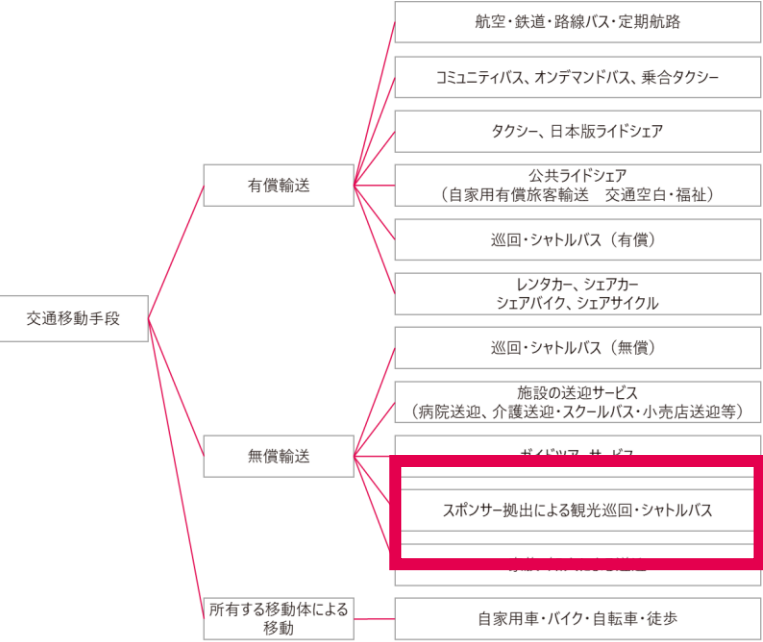 航空・鉄道・路線バス・定期航路
コミュニティバス、オンデマンドバス、乗合タクシー
タクシー、日本版ライドシェア
有償輸送
公共ライドシェア
（自家用有償旅客輸送　交通空白・福祉）
巡回・シャトルバス（有償）
レンタカー、シェアカー
シェアバイク、シェアサイクル
交通移動手段
巡回・シャトルバス（無償）
施設の送迎サービス
（病院送迎、介護送迎・スクールバス・小売店送迎等）
無償輸送
ガイドツアーサービス
スポンサー拠出による観光巡回・シャトルバス
所有する移動体による
移動
自家用車・バイク・自転車・徒歩